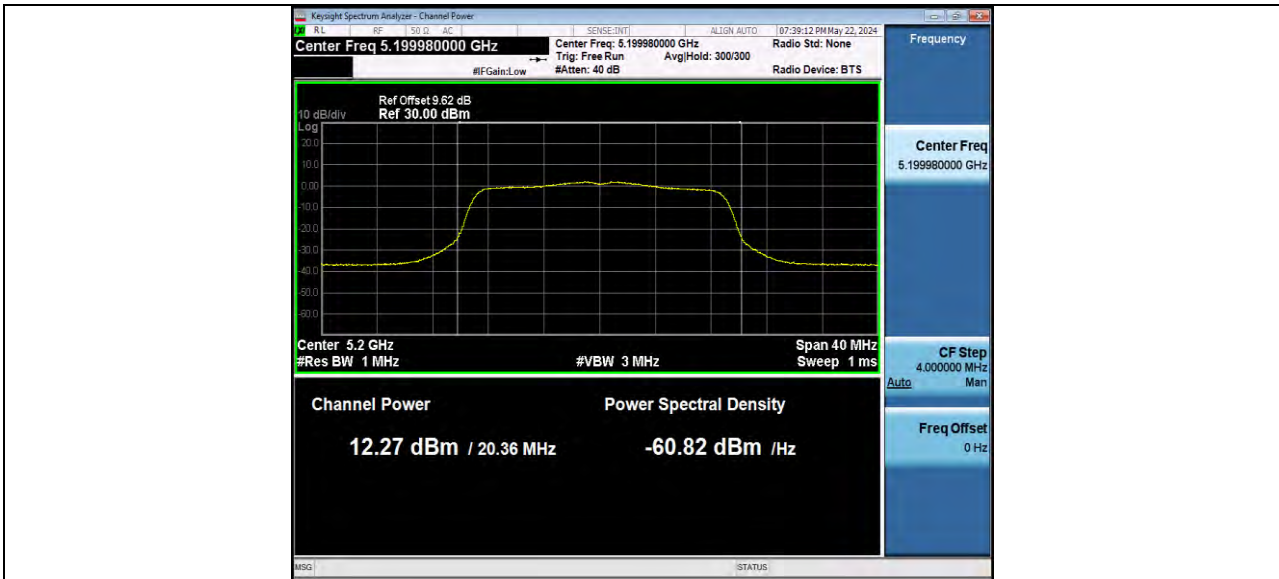 Keysight Spectrum Analyzer - Channel Power
RL RF 50 Ω AC SENSE:INT ALIGN AUTO 07:39:12 PM May 22, 2024
Center Freq 5.199980000 GHz
Center Freq: 5.199980000 GHz
Radio Std: None
Trig: Free Run Avg|Hold: 300/300
#IFGain:Low #Atten: 40 dB Radio Device: BTS
Ref Offset 9.62 dB
10 dB/div Ref 30.00 dBm
Log
20.0
10.0
0.00
-10.0
-20.0
-30.0
-40.0
-50.0
-60.0
Center 5.2 GHz Span 40 MHz
#Res BW 1 MHz #VBW 3 MHz Sweep 1 ms
Channel Power Power Spectral Density
12.27 dBm / 20.36 MHz -60.82 dBm /Hz
Frequency
Center Freq
5.199980000 GHz
CF Step
4.000000 MHz
Auto Man
Freq Offset
0 Hz
MSG STATUS